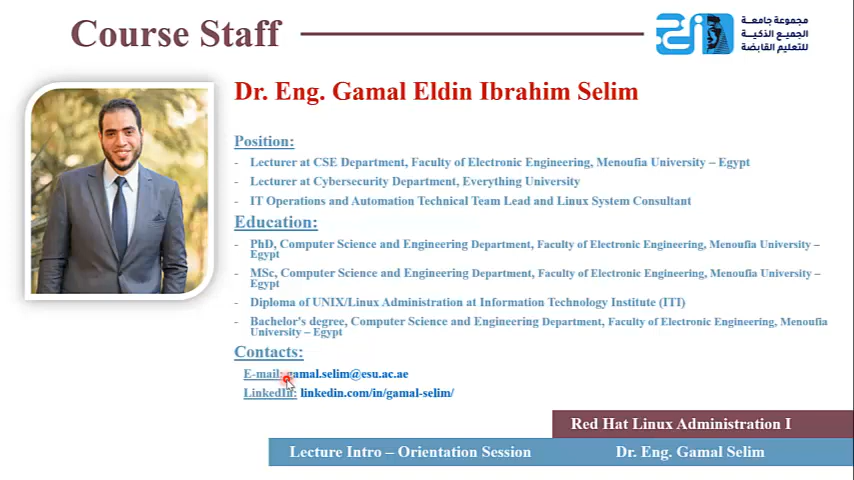 Course Staff
مجموعة جامعـة
الجميع الذكيـة
للتعليم القابضة
Dr. Eng. Gamal Eldin Ibrahim Selim
Position:
- Lecturer at CSE Department, Faculty of Electronic Engineering, Menoufia University – Egypt
- Lecturer at Cybersecurity Department, Everything University
- IT Operations and Automation Technical Team Lead and Linux System Consultant
Education:
- PhD, Computer Science and Engineering Department, Faculty of Electronic Engineering, Menoufia University –
Egypt
- MSc, Computer Science and Engineering Department, Faculty of Electronic Engineering, Menoufia University –
Egypt
- Diploma of UNIX/Linux Administration at Information Technology Institute (ITI)
- Bachelor's degree, Computer Science and Engineering Department, Faculty of Electronic Engineering, Menoufia
University – Egypt
Contacts:
E-mail: gamal.selim@esu.ac.ae
LinkedIn: linkedin.com/in/gamal-selim/
Red Hat Linux Administration I
Lecture Intro – Orientation Session Dr. Eng. Gamal Selim